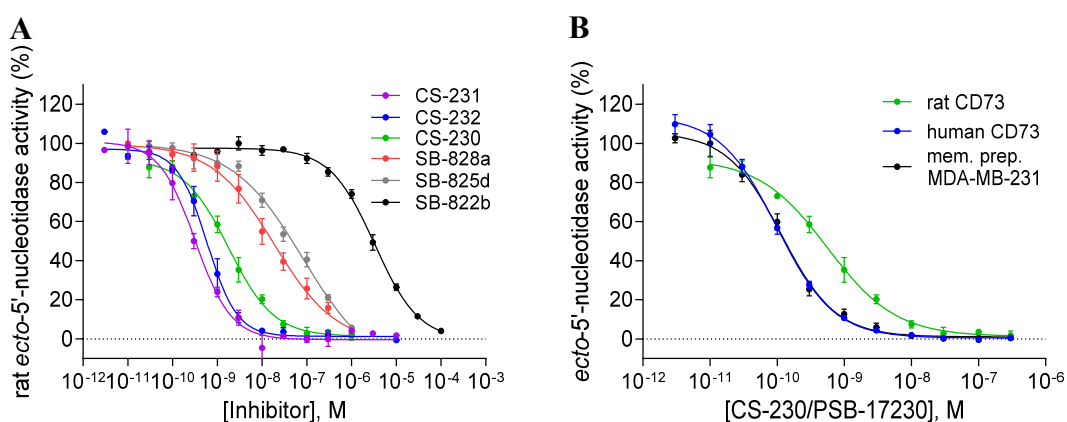 A
rat ecto-5'-nucleotidase activity (%)
120
100
80
60
40
20
0
10-12 10-11 10-10 10-9 10-8 10-7 10-6 10-5 10-4 10-3
[Inhibitor], M
CS-231
CS-232
CS-230
SB-828a
SB-825d
SB-822b
B
ecto-5'-nucleotidase activity (%)
120
100
80
60
40
20
0
10-12 10-11 10-10 10-9 10-8 10-7 10-6
[CS-230/PSB-17230], M
rat CD73
human CD73
mem. prep.
MDA-MB-231